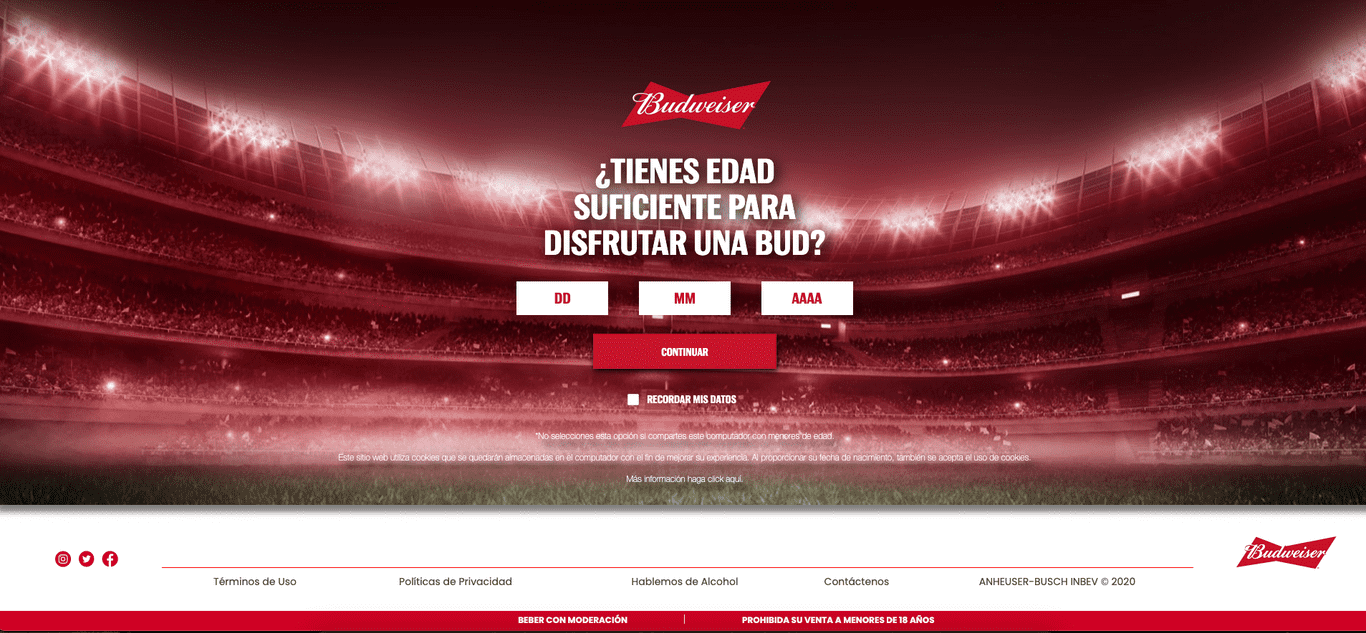 Budweiser
¿TIENES EDAD
SUFICIENTE PARA
DISFRUTAR UNA BUD?
DD MM AAAA
CONTINUAR
RECORDAR MIS DATOS
*No selecciones esta opción si compartes este computador con menores de edad.
Este sitio web utiliza cookies que se quedarán almacenadas en el computador con el fin de mejorar su experiencia. Al proporcionar su fecha de nacimiento, también se acepta el uso de cookies.
Más información haga click aquí.
Budweiser
Términos de Uso Políticas de Privacidad Hablemos de Alcohol Contáctenos ANHEUSER-BUSCH INBEV © 2020
BEBER CON MODERACIÓN | PROHIBIDA SU VENTA A MENORES DE 18 AÑOS